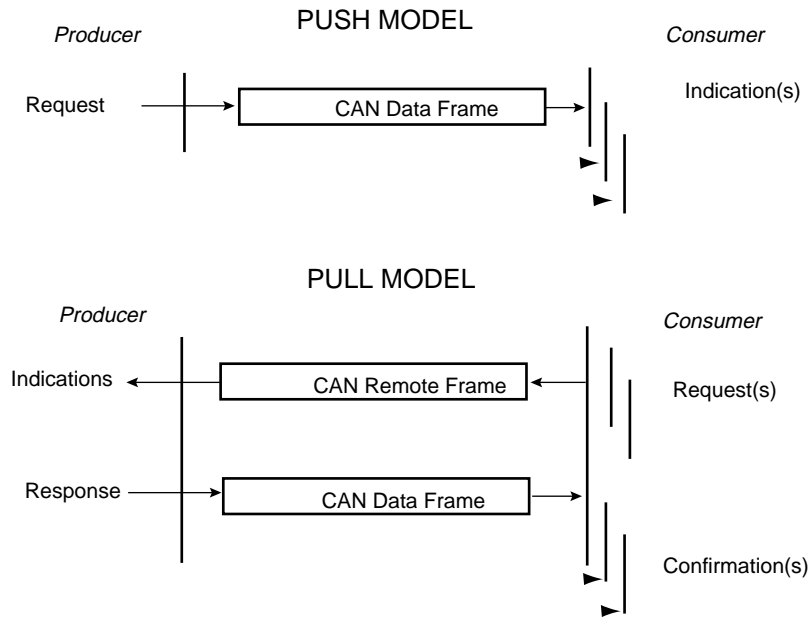 PUSH MODEL
Producer
Consumer
Request
CAN Data Frame
Indication(s)
PULL MODEL
Producer
Consumer
Indications
CAN Remote Frame
Request(s)
Response
CAN Data Frame
Confirmation(s)